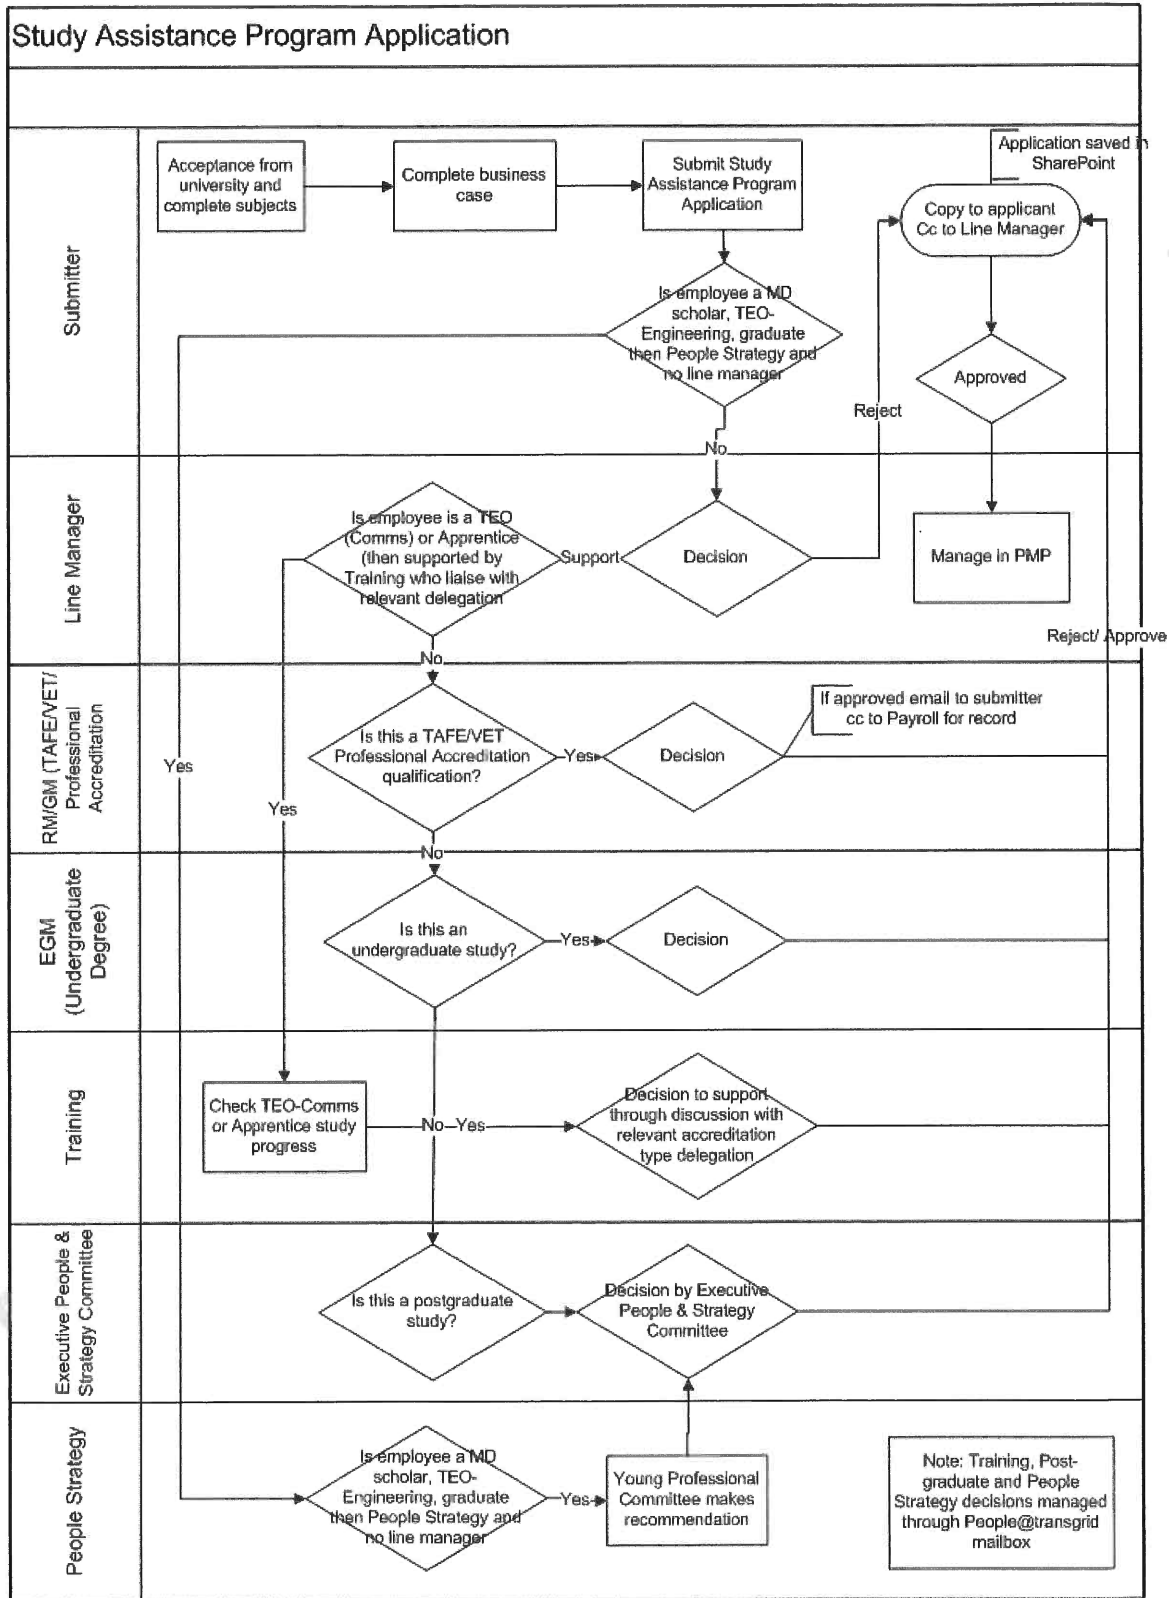 Study Assistance Program Application
Submitter
Acceptance from
university and
complete subjects
Complete business
case
Submit Study
Assistance Program
Application
Application saved in
SharePoint
Copy to applicant
Cc to Line Manager
Is employee a MD
scholar, TEO-
Engineering, graduate
then People Strategy and
no line manager
Approved
Reject
No
Line Manager
Is employee is a TEO
(Comms) or Apprentice
(then supported by
Training who liaise with
relevant delegation
Support
Decision
Manage in PMP
Reject/ Approve
No
RM/GM (TAFE/VET/
Professional
Accreditation
Is this a TAFE/VET
Professional Accreditation
qualification?
Yes
Decision
If approved email to submitter
cc to Payroll for record
Yes
Yes
No
EGM
(Undergraduate
Degree)
Is this an
undergraduate study?
Yes
Decision
Training
Check TEO-Comms
or Apprentice study
progress
No
Yes
Decision to support
through discussion with
relevant accreditation
type delegation
Executive People &
Strategy Committee
Is this a postgraduate
study?
Decision by Executive
People & Strategy
Committee
People Strategy
Is employee a MD
scholar, TEO-
Engineering, graduate
then People Strategy and
no line manager
Yes
Young Professional
Committee makes
recommendation
Note: Training, Post-
graduate and People
Strategy decisions managed
through People@transgrid
mailbox